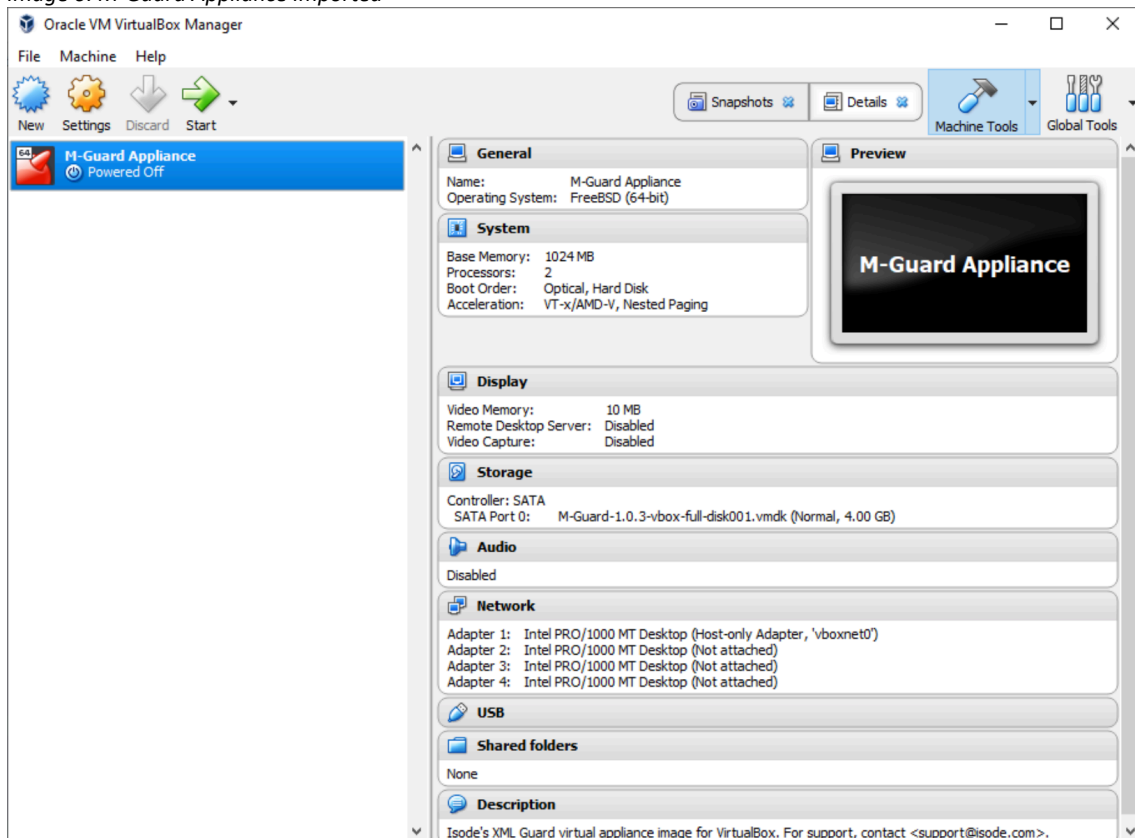 Oracle VM VirtualBox Manager
File Machine Help
New Settings Discard Start
Snapshots Details Machine Tools Global Tools
64
M-Guard Appliance
Powered Off
General
Name: M-Guard Appliance
Operating System: FreeBSD (64-bit)
System
Base Memory: 1024 MB
Processors: 2
Boot Order: Optical, Hard Disk
Acceleration: VT-x/AMD-V, Nested Paging
Preview
M-Guard Appliance
Display
Video Memory: 10 MB
Remote Desktop Server: Disabled
Video Capture: Disabled
Storage
Controller: SATA
SATA Port 0: M-Guard-1.0.3-vbox-full-disk001.vmdk (Normal, 4.00 GB)
Audio
Disabled
Network
Adapter 1: Intel PRO/1000 MT Desktop (Host-only Adapter, 'vboxnet0')
Adapter 2: Intel PRO/1000 MT Desktop (Not attached)
Adapter 3: Intel PRO/1000 MT Desktop (Not attached)
Adapter 4: Intel PRO/1000 MT Desktop (Not attached)
USB
Shared folders
None
Description
Isode's XML Guard virtual appliance image for VirtualBox. For support, contact <support@isode.com>.